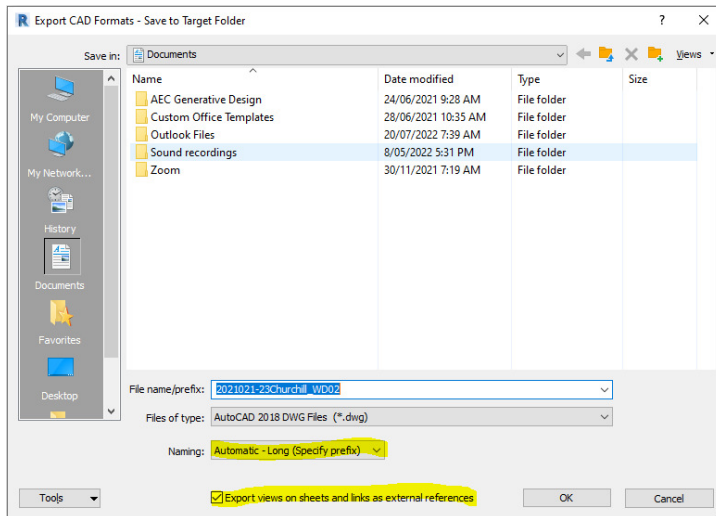 Export CAD Formats - Save to Target Folder
Save in: Documents Views
Name Date modified Type Size
AEC Generative Design 24/06/2021 9:28 AM File folder
Custom Office Templates 28/06/2021 10:35 AM File folder
Outlook Files 20/07/2022 7:39 AM File folder
Sound recordings 8/05/2022 5:31 PM File folder
Zoom 30/11/2021 7:19 AM File folder
My Computer
My Network...
History
Documents
Favorites
Desktop
File name/prefix: 2021021-23Churchill_WD02
Files of type: AutoCAD 2018 DWG Files (*.dwg)
Naming: Automatic - Long (Specify prefix)
Tools Export views on sheets and links as external references OK Cancel